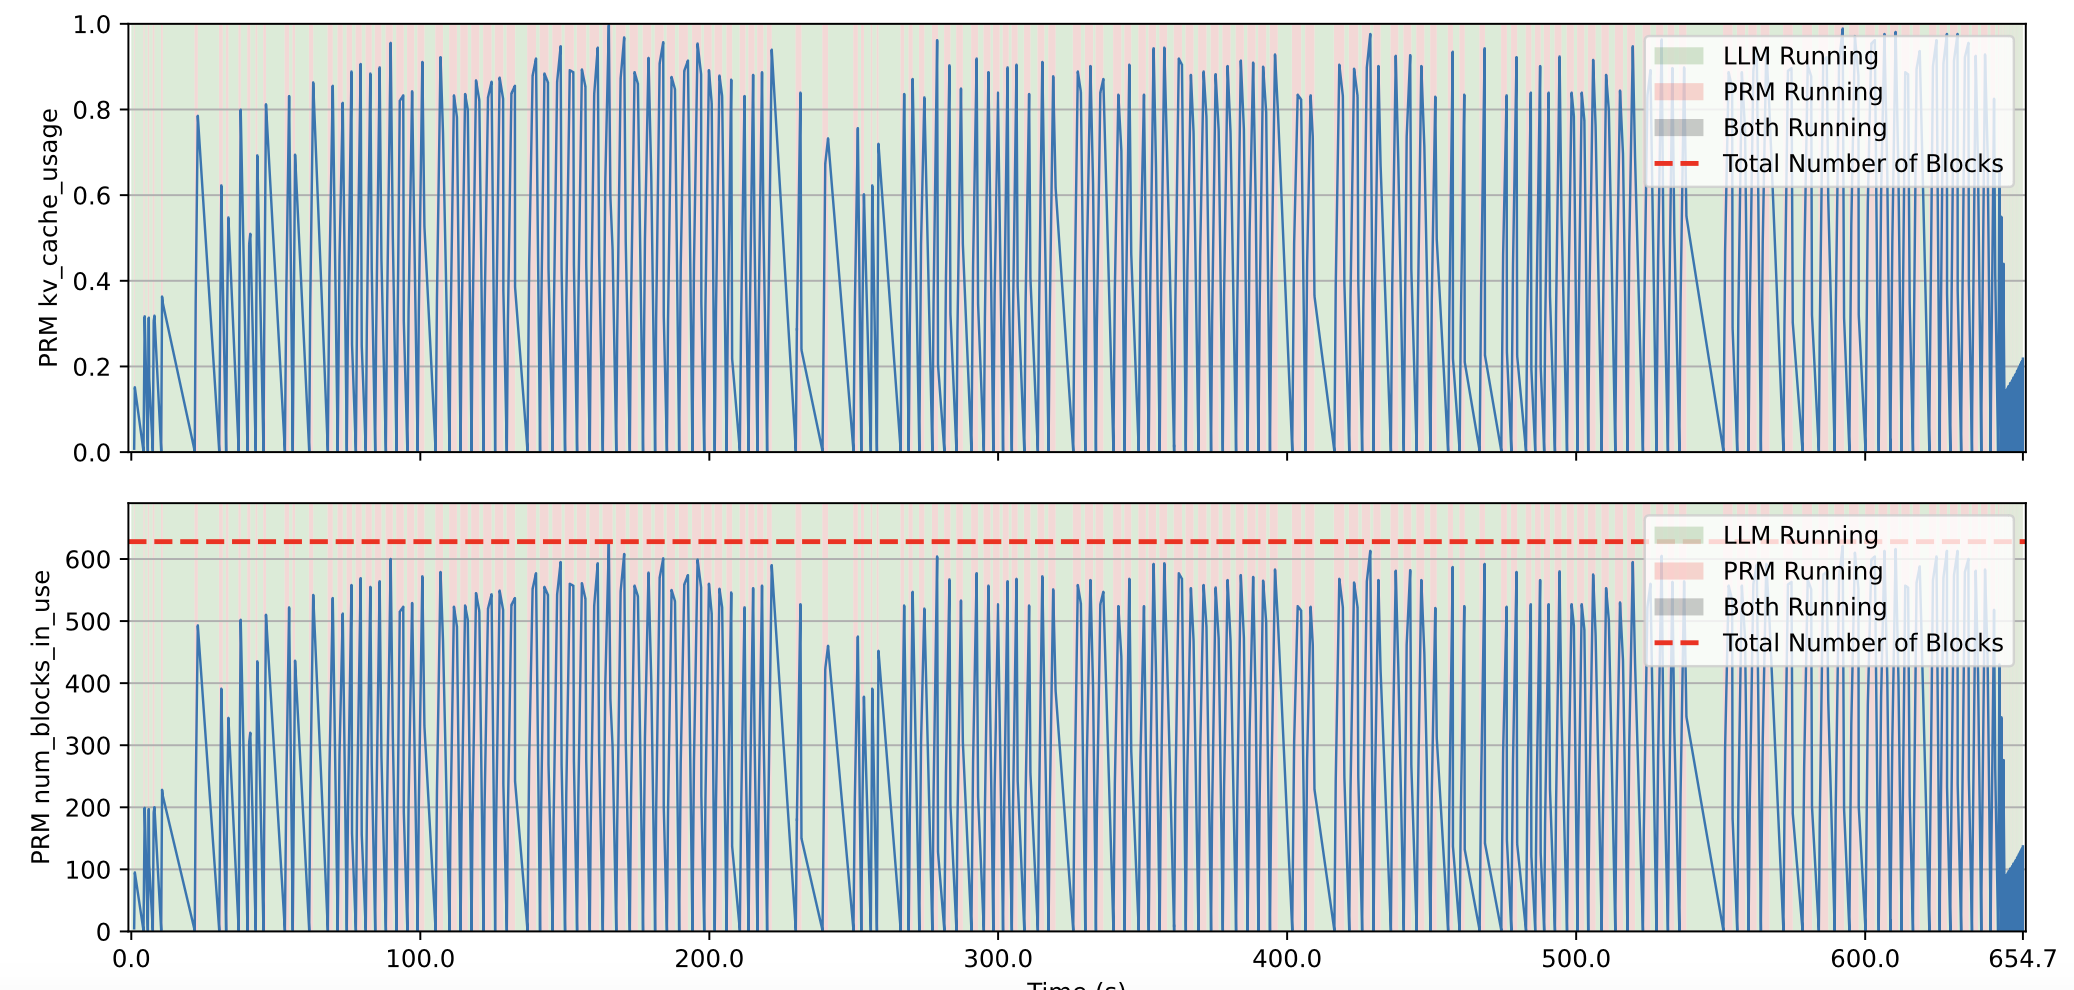 PRM kv_cache_usage
1.0
0.8
0.6
0.4
0.2
0.0
LLM Running
PRM Running
Both Running
Total Number of Blocks
PRM num_blocks_in_use
600
500
400
300
200
100
0
LLM Running
PRM Running
Both Running
Total Number of Blocks
0.0 100.0 200.0 300.0 400.0 500.0 600.0 654.7
Time (s)